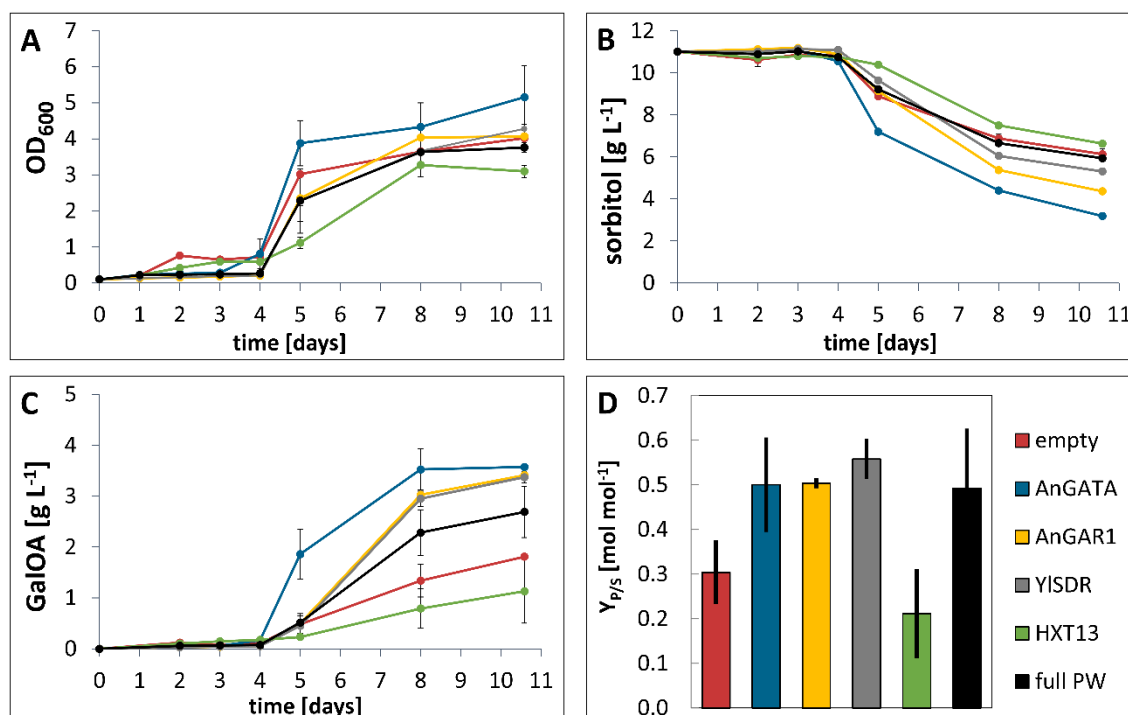 A
OD600
7
6
5
4
3
2
1
0
0 1 2 3 4 5 6 7 8 9 10 11
time [days]
B
sorbitol [g L-1]
12
10
8
6
4
2
0
0 1 2 3 4 5 6 7 8 9 10 11
time [days]
C
GalOA [g L-1]
5
4
3
2
1
0
0 1 2 3 4 5 6 7 8 9 10 11
time [days]
D
YP/S [mol mol-1]
0.7
0.6
0.5
0.4
0.3
0.2
0.1
0.0
empty
AnGATA
AnGAR1
YlSDR
HXT13
full PW